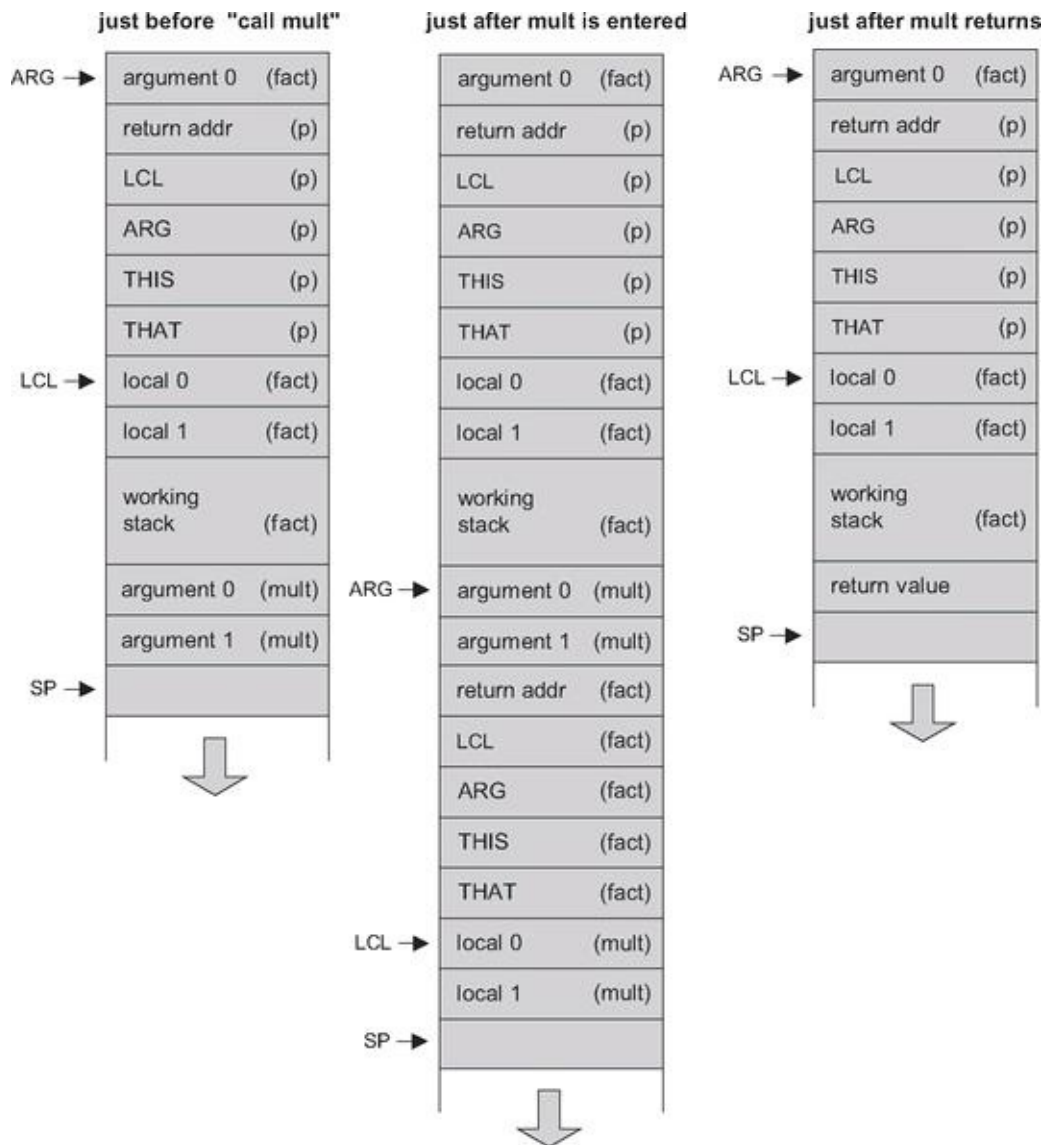 just before "call mult"
ARG argument 0 (fact)
return addr (p)
LCL (p)
ARG (p)
THIS (p)
THAT (p)
LCL local 0 (fact)
local 1 (fact)
working
stack (fact)
argument 0 (mult)
argument 1 (mult)
SP
just after mult is entered
argument 0 (fact)
return addr (p)
LCL (p)
ARG (p)
THIS (p)
THAT (p)
local 0 (fact)
local 1 (fact)
working
stack (fact)
ARG argument 0 (mult)
argument 1 (mult)
return addr (fact)
LCL (fact)
ARG (fact)
THIS (fact)
THAT (fact)
LCL local 0 (mult)
local 1 (mult)
SP
just after mult returns
ARG argument 0 (fact)
return addr (p)
LCL (p)
ARG (p)
THIS (p)
THAT (p)
LCL local 0 (fact)
local 1 (fact)
working
stack (fact)
return value
SP